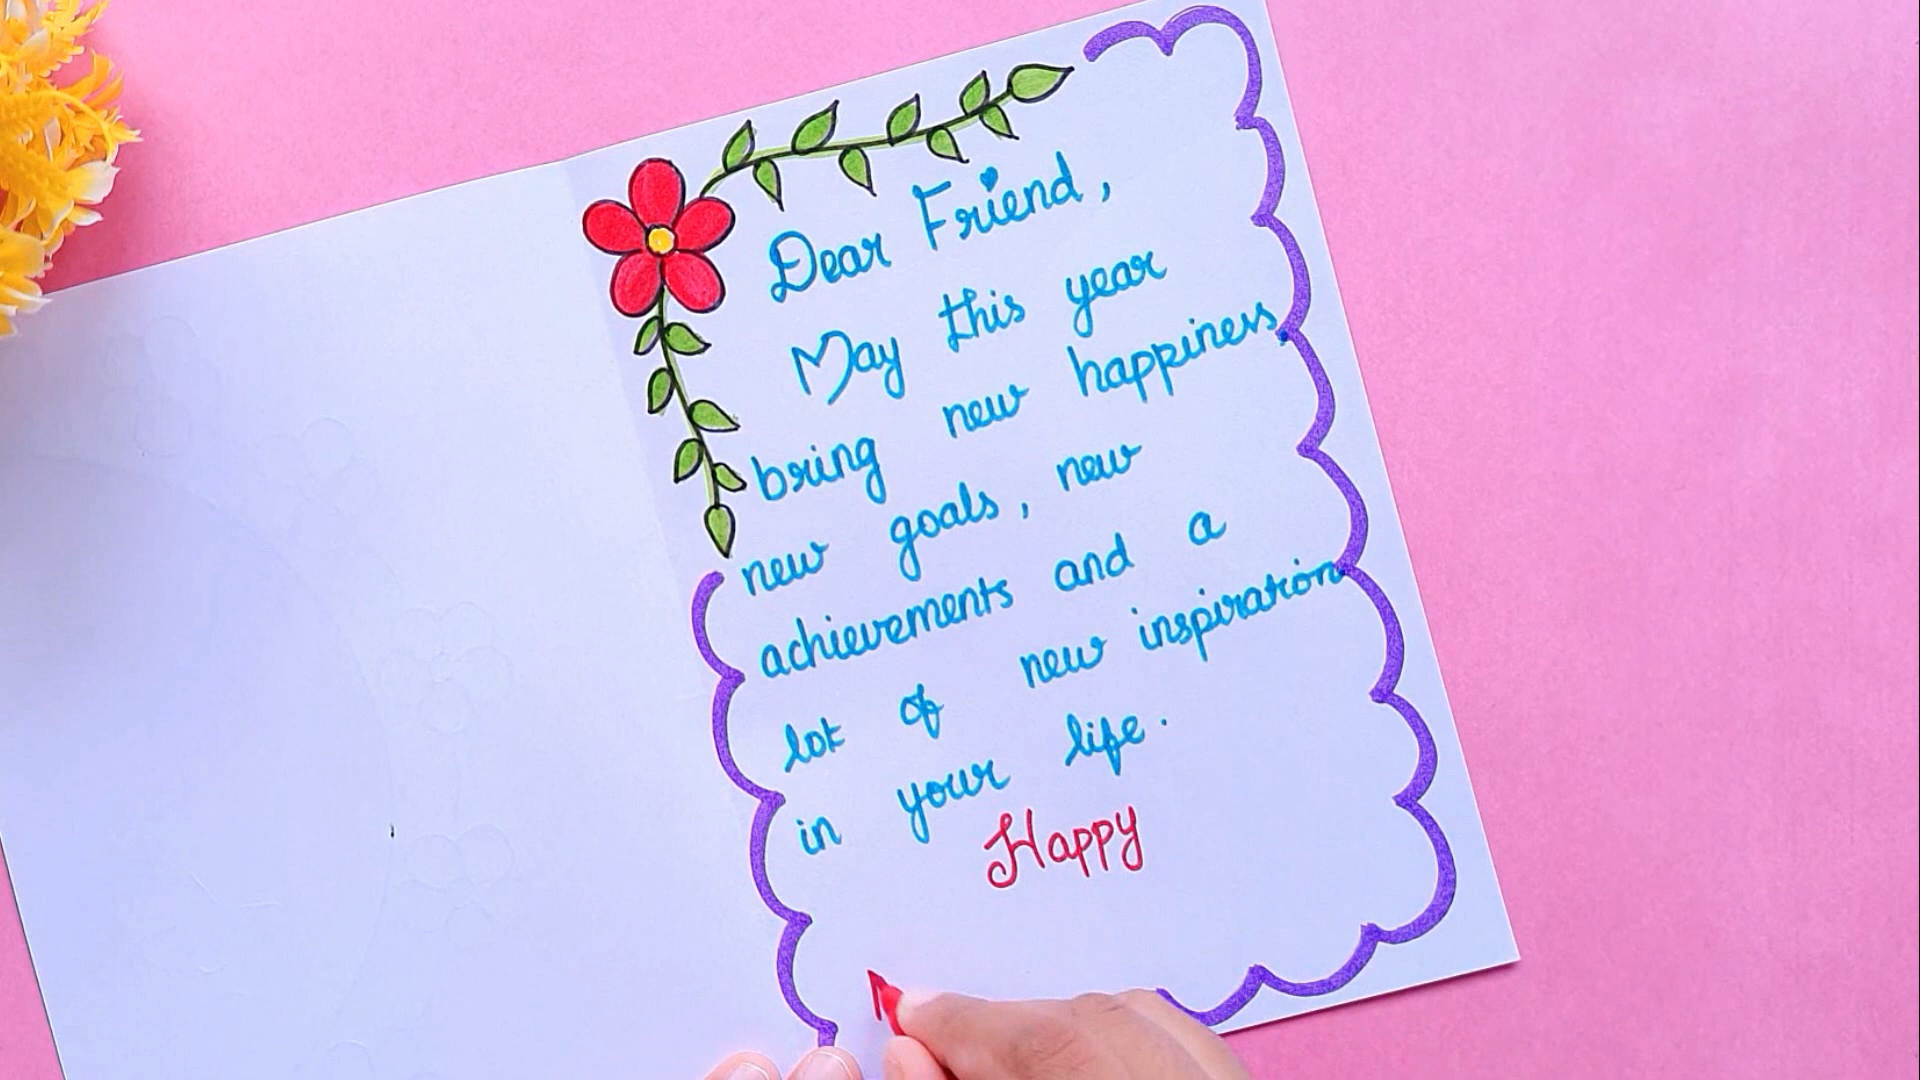 Dear Friend,
May this year
bring new happiness,
new goals, new
achievements and a
lot of new inspiration
in your life.
Happy